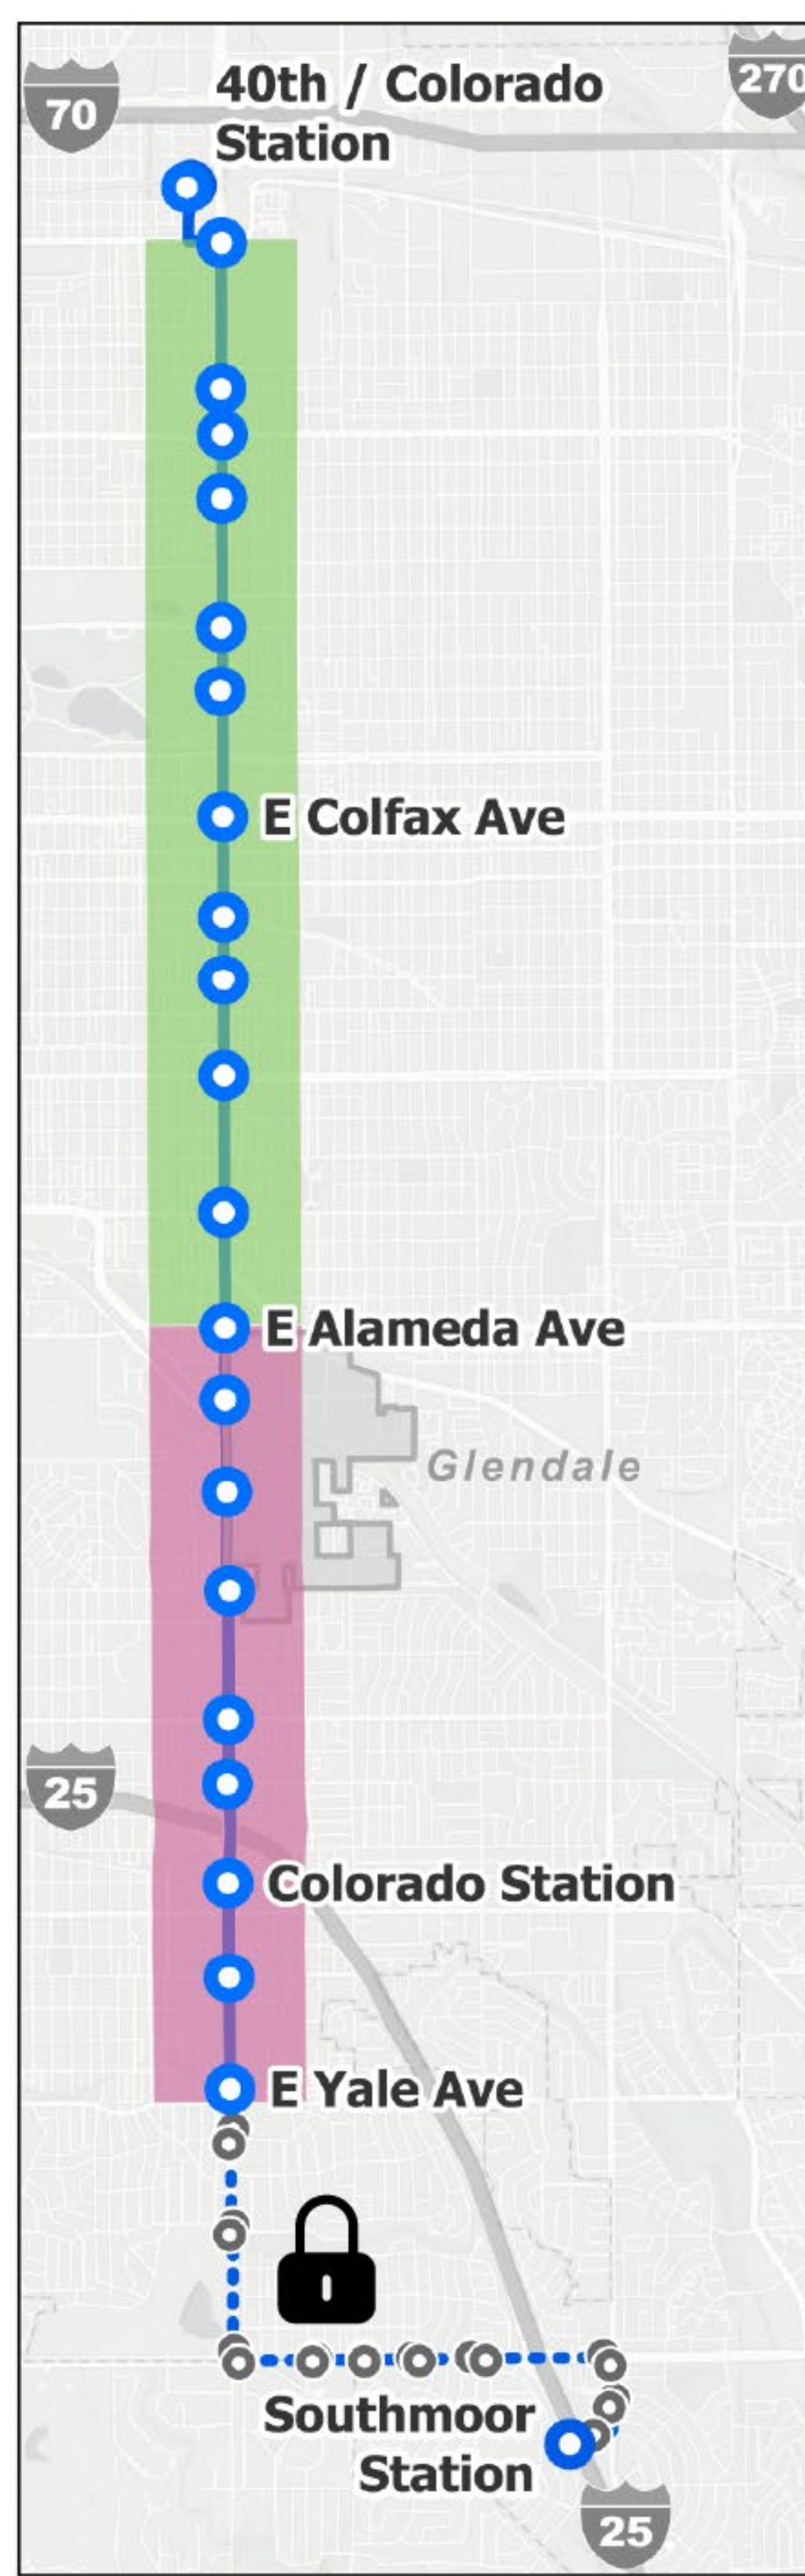 70
40th / Colorado
Station
270
E Colfax Ave
E Alameda Ave
Glendale
25
Colorado Station
E Yale Ave
Southmoor
Station
25